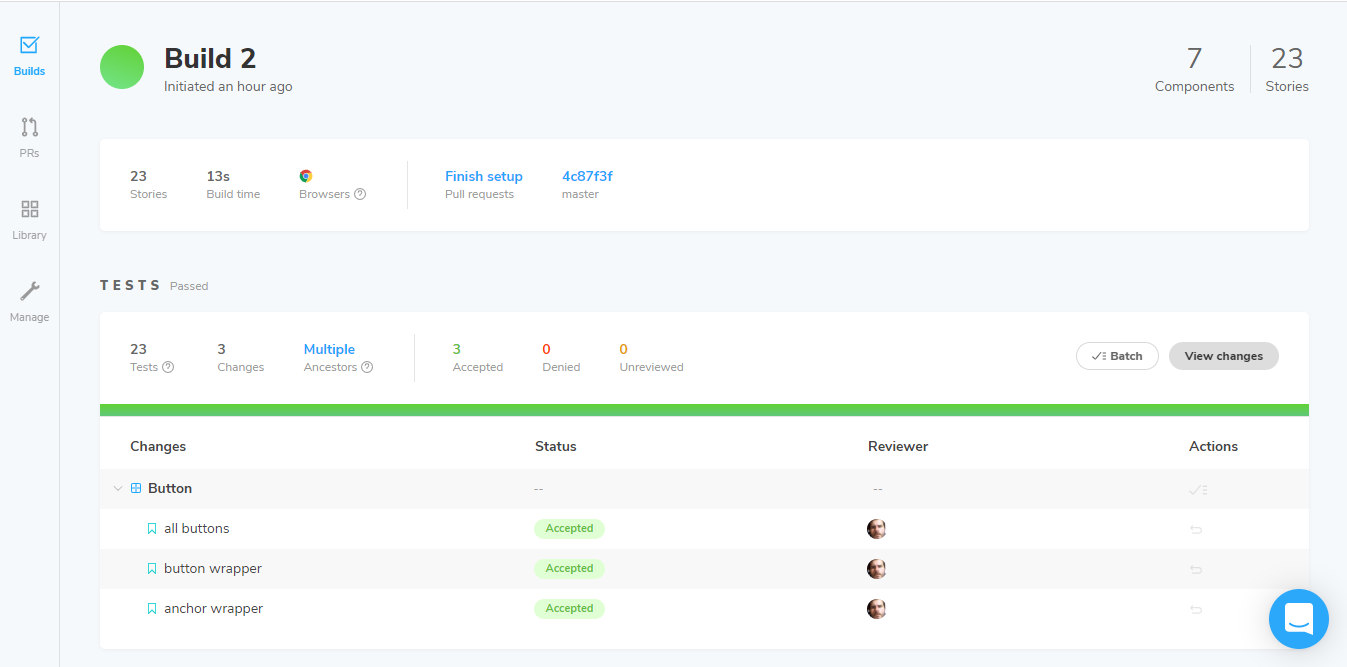 Builds
PRs
Library
Manage
Build 2
Initiated an hour ago
7
Components
23
Stories
23
Stories
13s
Build time
Browsers
Finish setup
Pull requests
4c87f3f
master
TESTS Passed
23
Tests
3
Changes
Multiple
Ancestors
3
Accepted
0
Denied
0
Unreviewed
Batch
View changes
Changes Status Reviewer Actions
Button -- --
all buttons Accepted
button wrapper Accepted
anchor wrapper Accepted